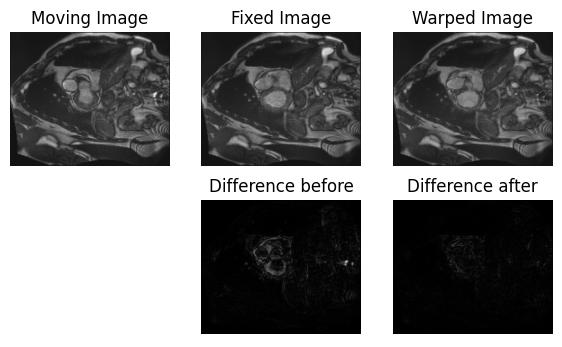 Moving Image
Fixed Image
Warped Image
Difference before
Difference after